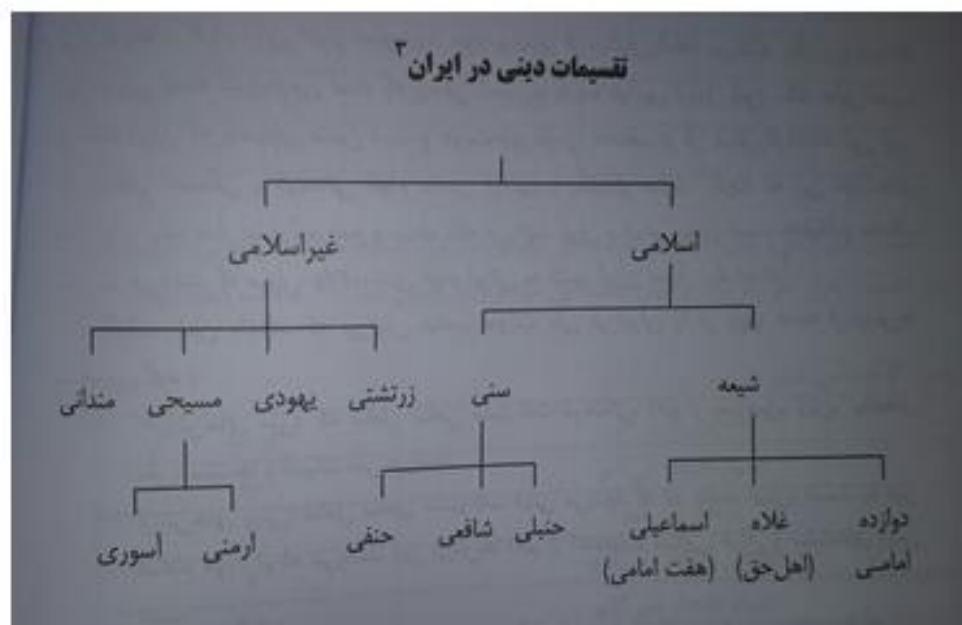 تقسیمات دینی در ایران۳
اسلامی غیراسلامی
شیعه سنی زرتشتی یهودی مسیحی مندائی
دوازده غلاه اسماعیلی حنبلی شافعی حنفی ارمنی آسوری
امامی (اهل‌حق) (هفت امامی)